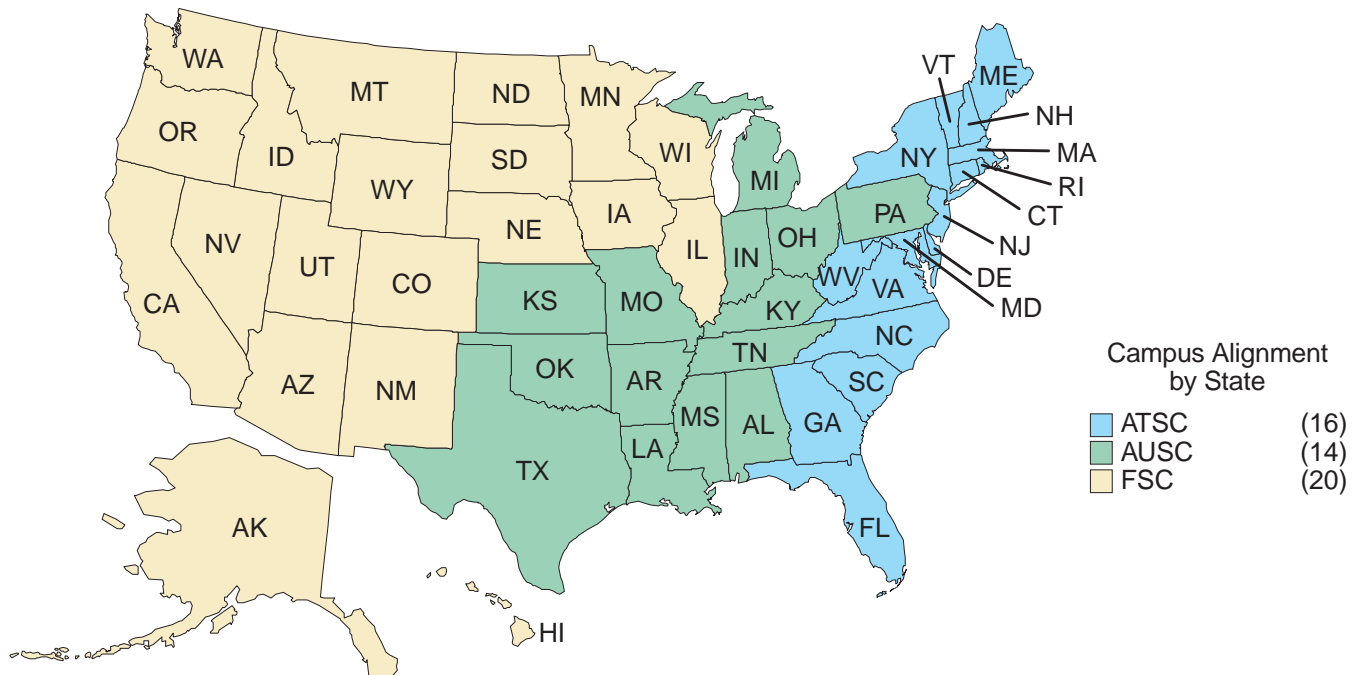 WA
MT
ND
MN
VT
ME
OR
ID
SD
WI
NH
NY
MA
WY
MI
RI
IA
NE
PA
CT
NV
UT
IL
IN
OH
NJ
CA
CO
WV
DE
KS
MO
VA
MD
KY
NC
TN
AZ
NM
OK
AR
SC
MS
AL
GA
TX
LA
FL
AK
HI
Campus Alignment
by State
ATSC (16)
AUSC (14)
FSC (20)